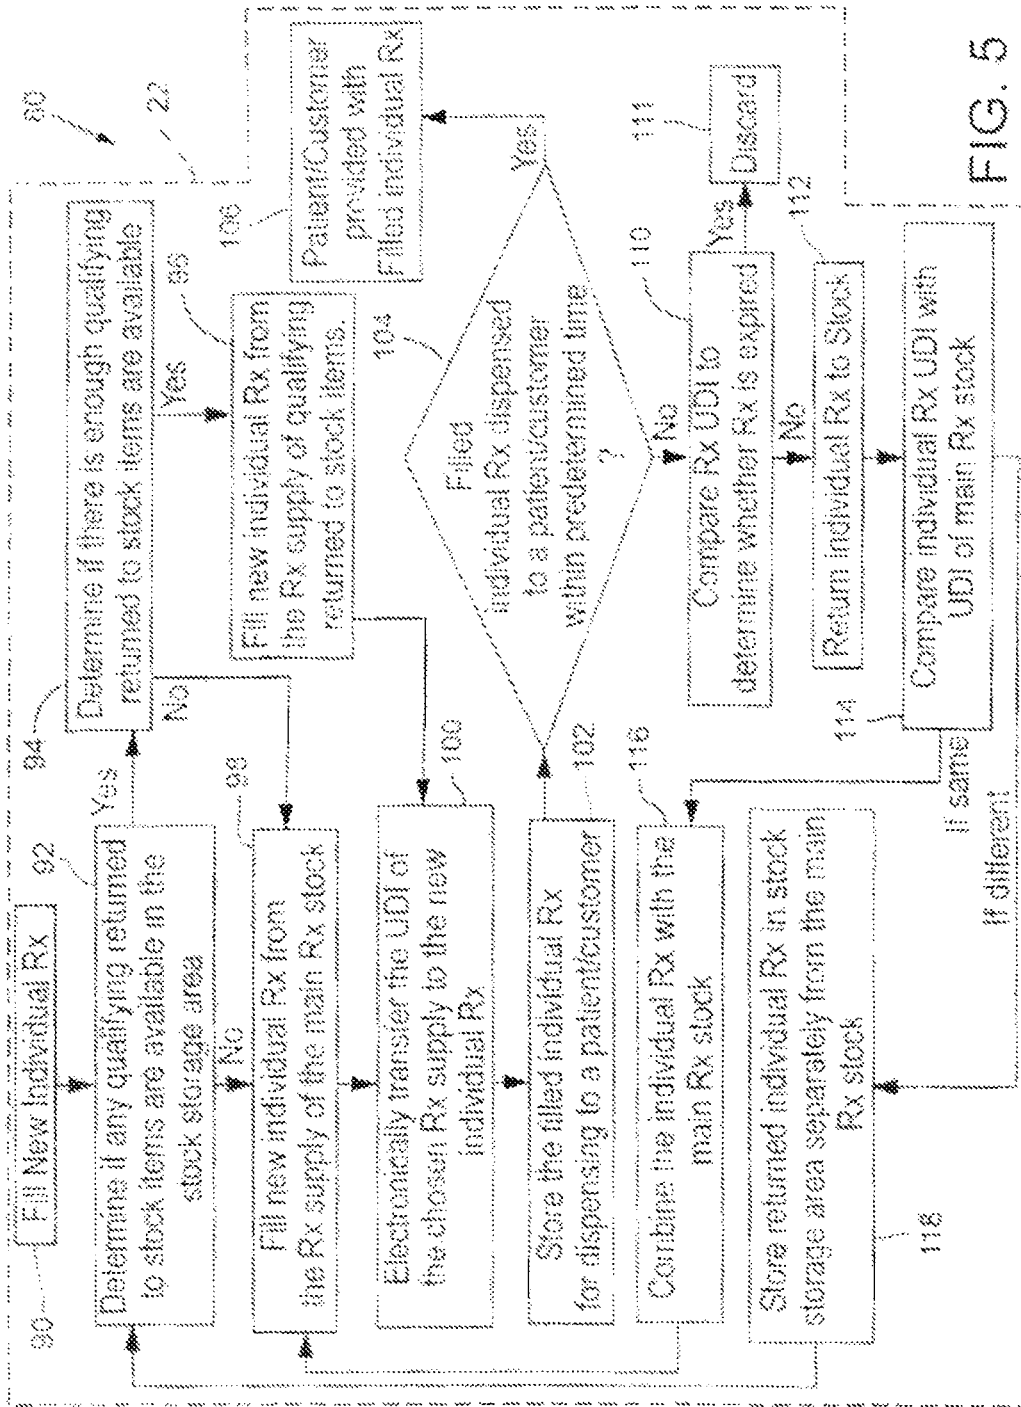 80
22
90
Fill New Individual Rx
92
Determine if any qualifying returned
to stock items are available in the
stock storage area
Yes
No
94
Determine if there is enough qualifying
returned to stock items are available
Yes
No
96
Fill new individual Rx from
the Rx supply of qualifying
returned to stock items.
98
Fill new individual Rx from
the Rx supply of the main Rx stock
100
Electronically transfer the UDI of
the chosen Rx supply to the new
individual Rx
102
Store the filled individual Rx
for dispensing to a patient/customer
104
Filled
individual Rx dispensed
to a patient/customer
within predetermined time
?
Yes
No
106
Patient/Customer
provided with
Filled individual Rx
110
Compare Rx UDI to
determine whether Rx is expired
Yes
No
111
Discard
112
Return individual Rx to Stock
114
Compare individual Rx UDI with
UDI of main Rx stock
If same
If different
116
Combine the individual Rx with the
main Rx stock
118
Store returned individual Rx in stock
storage area separately from the main
Rx stock
FIG. 5